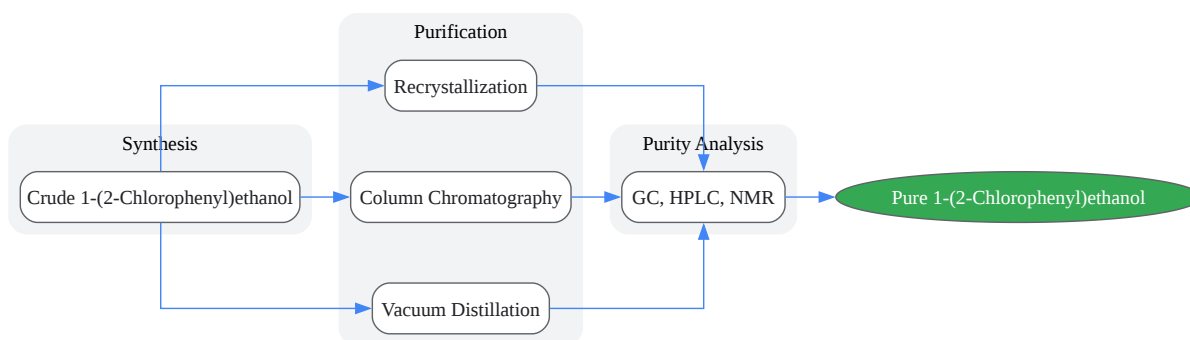 Purification
Recrystallization
Synthesis
Purity Analysis
Crude 1-(2-Chlorophenyl)ethanol
Column Chromatography
GC, HPLC, NMR
Pure 1-(2-Chlorophenyl)ethanol
Vacuum Distillation